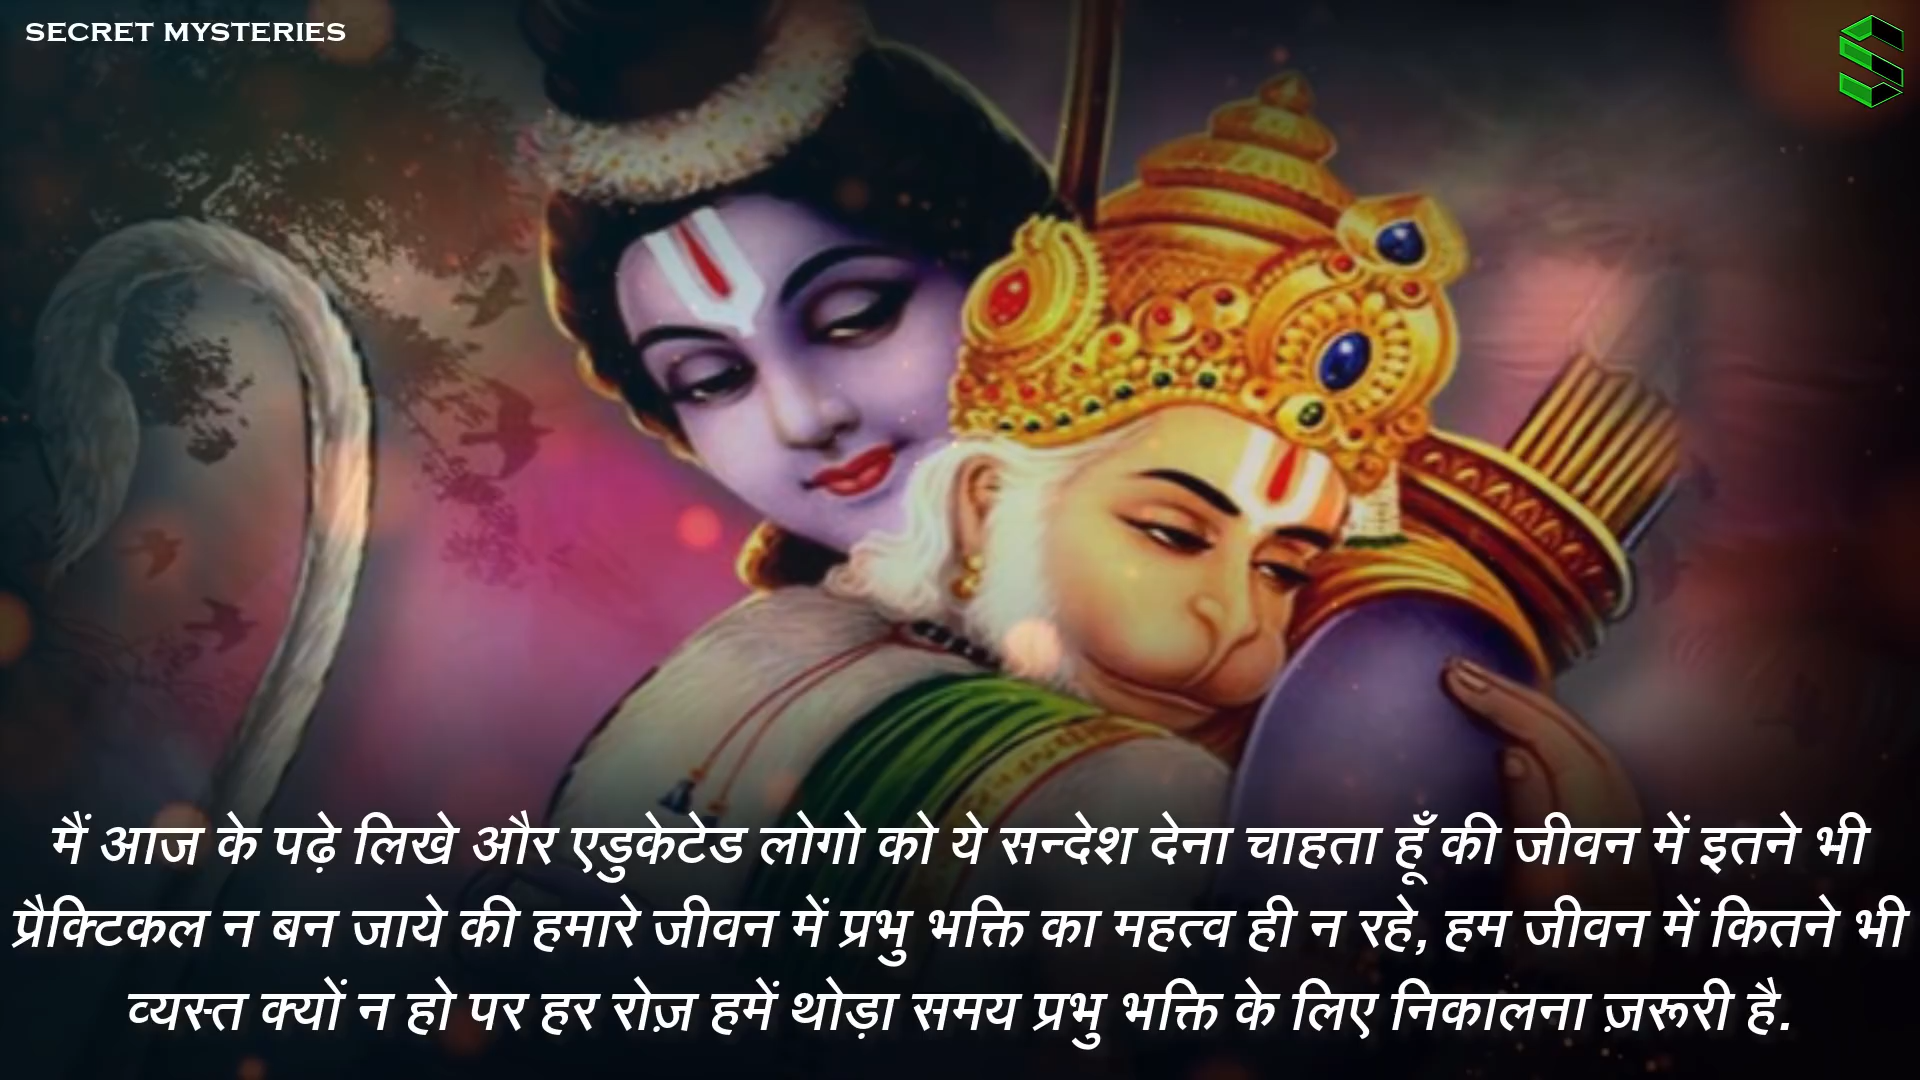 SECRET MYSTERIES
मैं आज के पढ़े लिखे और एडुकेटेड लोगो को ये सन्देश देना चाहता हूँ की जीवन में इतने भी
प्रैक्टिकल न बन जाये की हमारे जीवन में प्रभु भक्ति का महत्व ही न रहे, हम जीवन में कितने भी
व्यस्त क्यों न हो पर हर रोज़ हमें थोड़ा समय प्रभु भक्ति के लिए निकालना ज़रूरी है.